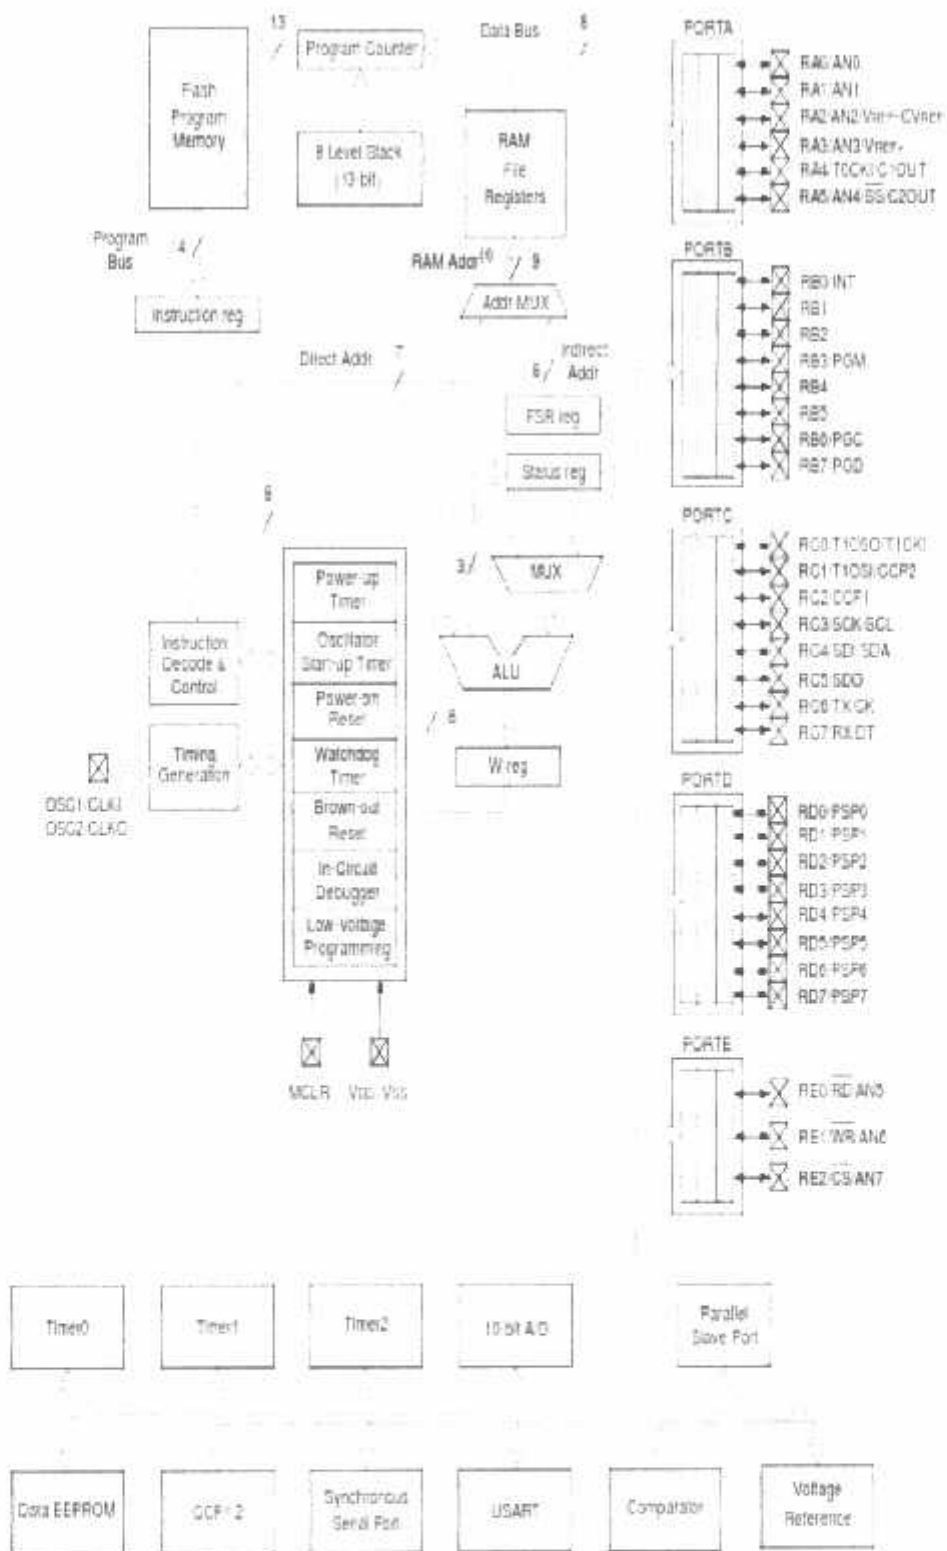 13
Program Counter
Data Bus
8
PORTA
Flash
Program
Memory
8 Level Stack
(13-bit)
RAM
File
Registers
RA0/AN0
RA1/AN1
RA2/AN2/VREF-/CVREF
RA3/AN3/VREF+
RA4/T0CKI/C1OUT
RA5/AN4/SS/C2OUT
Program
Bus
4
RAM Addr
9
Addr MUX
Instruction reg
PORTB
RB0/INT
RB1
RB2
RB3/PGM
RB4
RB5
RB6/PGC
RB7/PGD
Direct Addr
7
Indirect
Addr
FSR reg
Status reg
8
PORTC
RC0/T1OSO/T1CKI
RC1/T1OSI/CCP2
RC2/CCP1
RC3/SCK/SCL
RC4/SDI/SDA
RC5/SDO
RC6/TX/CK
RC7/RX/DT
3
MUX
Power-up
Timer
Oscillator
Start-up Timer
Power-on
Reset
Watchdog
Timer
Brown-out
Reset
In-Circuit
Debugger
Low-Voltage
Programming
Instruction
Decode &
Control
Timing
Generation
OSC1/CLKI
OSC2/CLKO
ALU
8
W reg
PORTD
RD0/PSP0
RD1/PSP1
RD2/PSP2
RD3/PSP3
RD4/PSP4
RD5/PSP5
RD6/PSP6
RD7/PSP7
MCLR
VDD, VSS
PORTE
RE0/RD/AN5
RE1/WR/AN6
RE2/CS/AN7
Timer0
Timer1
Timer2
10-bit A/D
Parallel
Slave Port
Data EEPROM
CCP1,2
Synchronous
Serial Port
USART
Comparator
Voltage
Reference